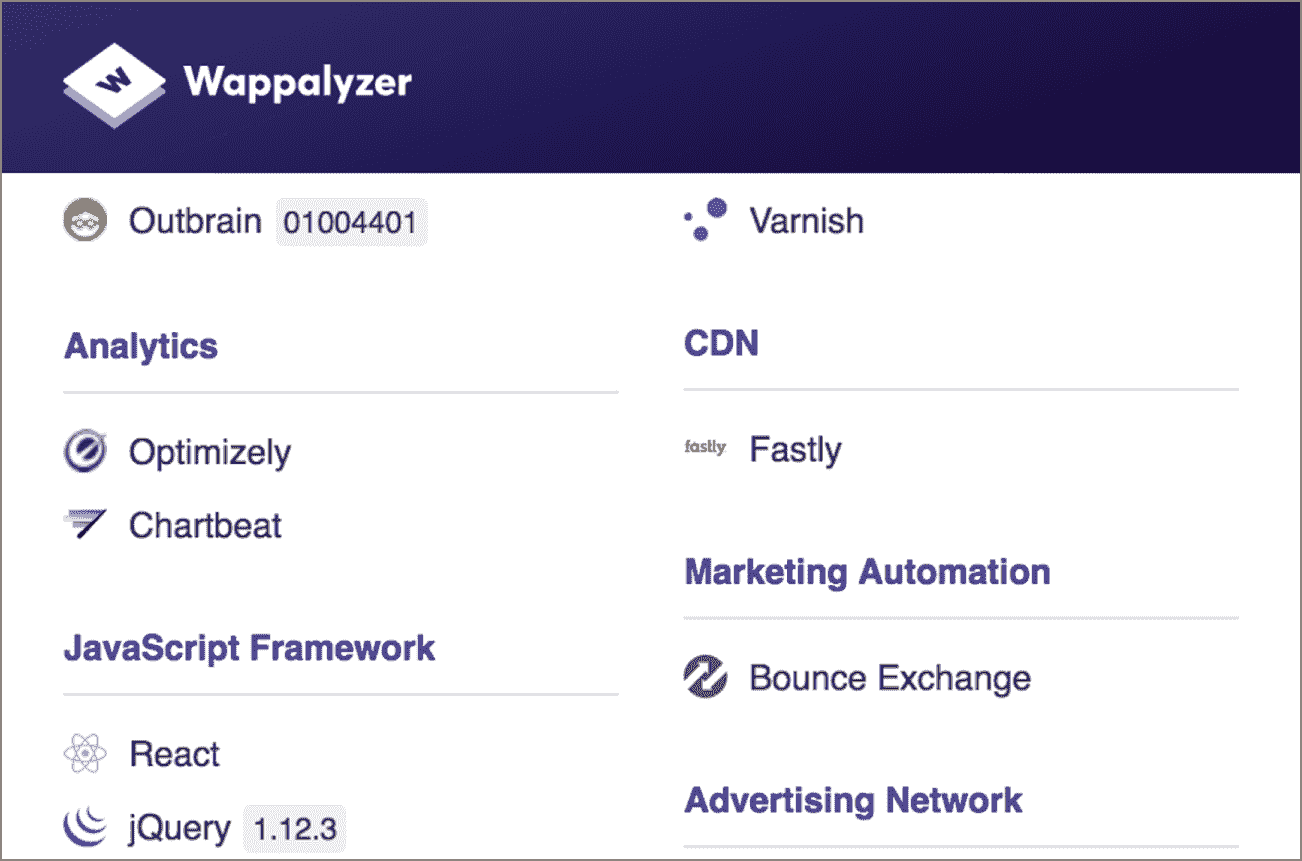 W Wappalyzer
Outbrain 01004401
Analytics
Optimizely
Chartbeat
JavaScript Framework
React
jQuery 1.12.3
Varnish
CDN
fastly Fastly
Marketing Automation
Bounce Exchange
Advertising Network